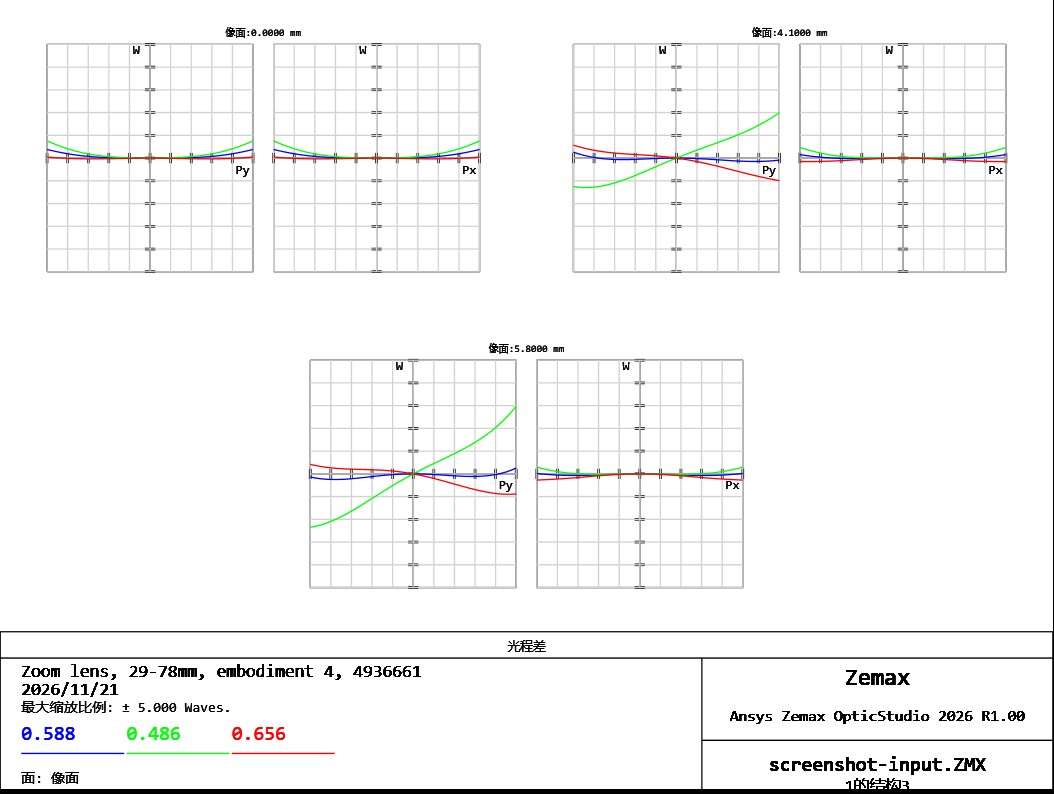 像面:0.0000 mm
W
Py
W
Px
像面:4.1000 mm
W
Py
W
Px
像面:5.8000 mm
W
Py
W
Px
光程差
Zoom lens, 29-78mm, embodiment 4, 4936661
2026/11/21
最大缩放比例: ± 5.000 Waves.
0.588 0.486 0.656
面: 像面
Zemax
Ansys Zemax OpticStudio 2026 R1.00
screenshot-input.ZMX
1的结构3